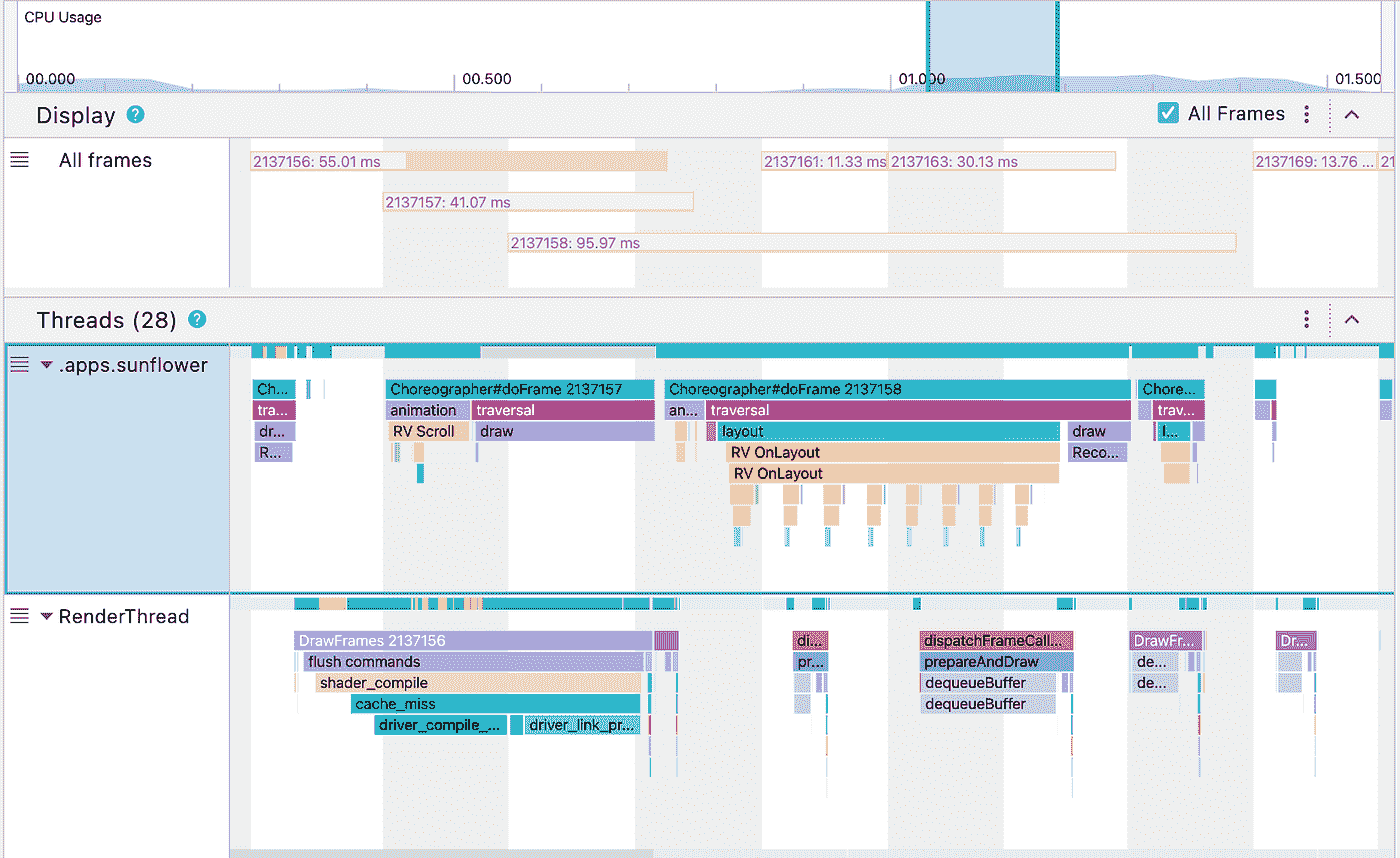 CPU Usage
00.000 00.500 01.000 01.500
Display ? All Frames
All frames 2137156: 55.01 ms 2137161: 11.33 ms 2137163: 30.13 ms 2137169: 13.76 ... 21
2137157: 41.07 ms
2137158: 95.97 ms
Threads (28) ?
.apps.sunflower
Ch... Choreographer#doFrame 2137157 Choreographer#doFrame 2137158 Chore...
tra... animation traversal an... traversal trav...
dr... RV Scroll draw layout draw l...
R... RV OnLayout Reco...
RV OnLayout
RenderThread
DrawFrames 2137156 di... dispatchFrameCall... DrawFr... Dr...
flush commands pr... prepareAndDraw de...
shader_compile dequeueBuffer de...
cache_miss dequeueBuffer
driver_compile_... driver_link_pr...